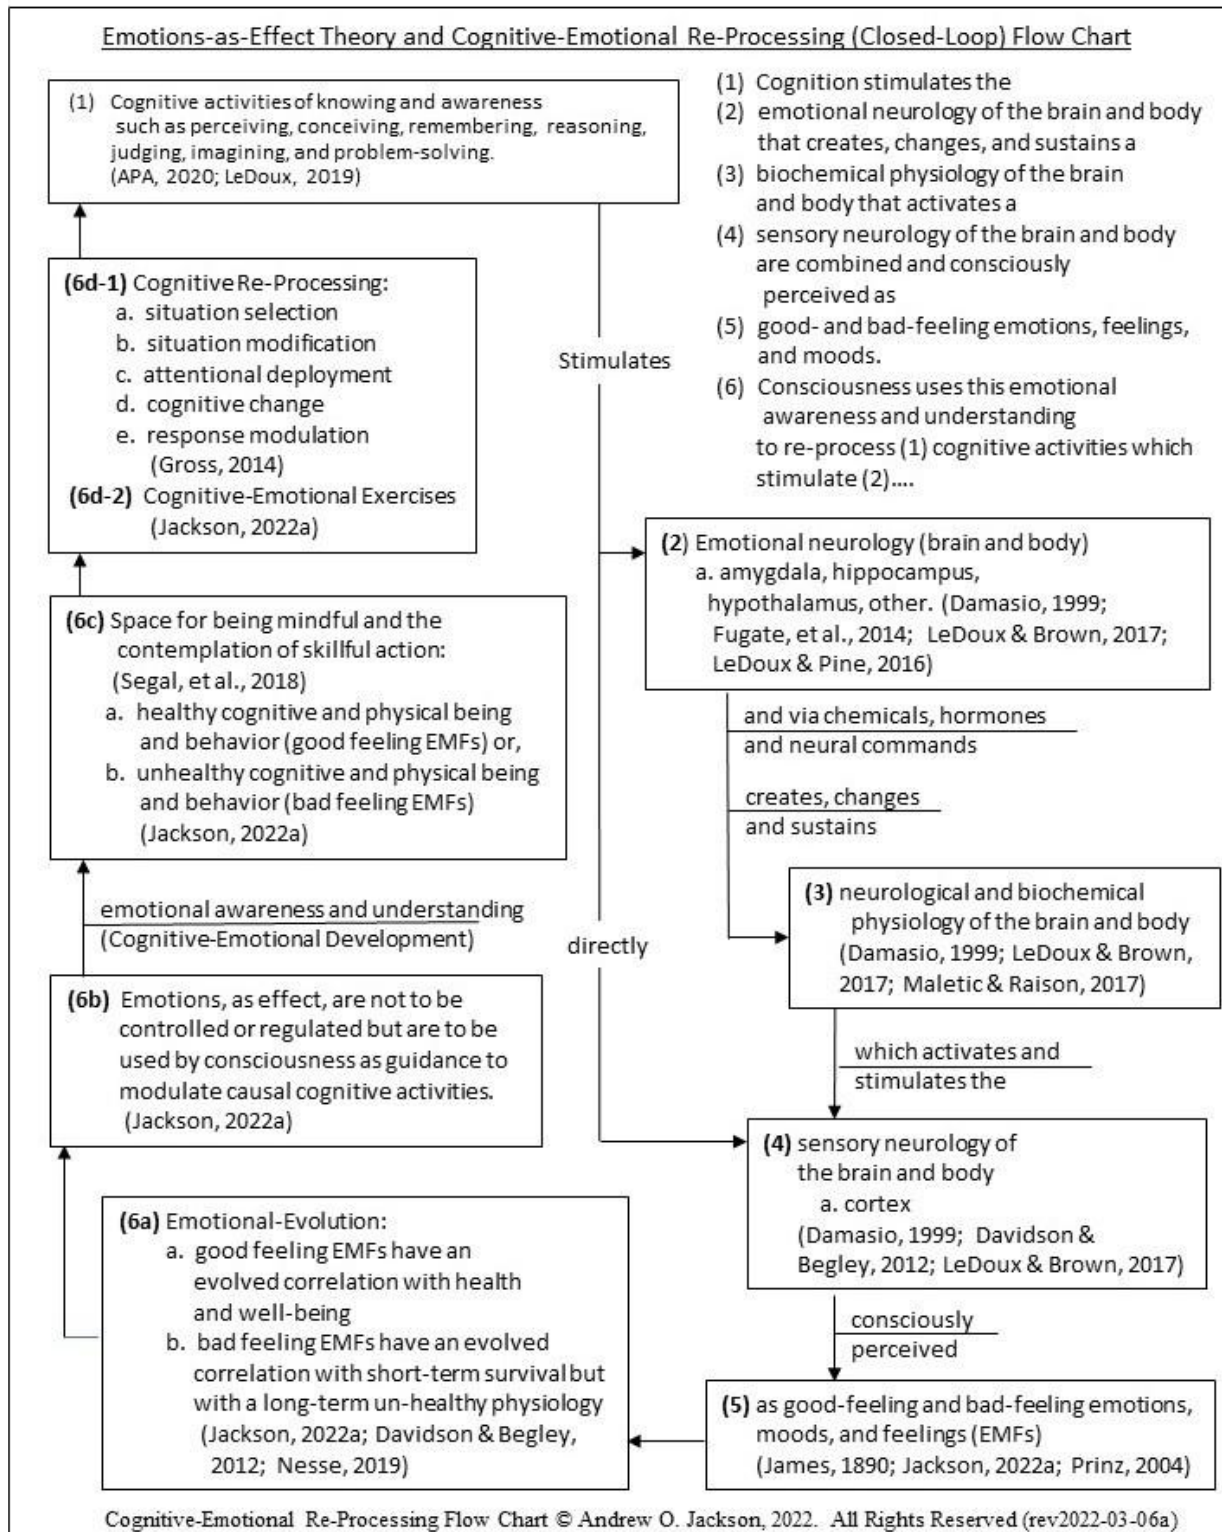 Emotions-as-Effect Theory and Cognitive-Emotional Re-Processing (Closed-Loop) Flow Chart
(1) Cognitive activities of knowing and awareness
such as perceiving, conceiving, remembering, reasoning,
judging, imagining, and problem-solving.
(APA, 2020; LeDoux, 2019)
(1) Cognition stimulates the
(2) emotional neurology of the brain and body
that creates, changes, and sustains a
(3) biochemical physiology of the brain
and body that activates a
(4) sensory neurology of the brain and body
are combined and consciously
perceived as
(5) good- and bad-feeling emotions, feelings,
and moods.
(6) Consciousness uses this emotional
awareness and understanding
to re-process (1) cognitive activities which
stimulate (2)....
(6d-1) Cognitive Re-Processing:
a. situation selection
b. situation modification
c. attentional deployment
d. cognitive change
e. response modulation
(Gross, 2014)
(6d-2) Cognitive-Emotional Exercises
(Jackson, 2022a)
Stimulates
(2) Emotional neurology (brain and body)
a. amygdala, hippocampus,
hypothalamus, other. (Damasio, 1999;
Fugate, et al., 2014; LeDoux & Brown, 2017;
LeDoux & Pine, 2016)
(6c) Space for being mindful and the
contemplation of skillful action:
(Segal, et al., 2018)
a. healthy cognitive and physical being
and behavior (good feeling EMFs) or,
b. unhealthy cognitive and physical being
and behavior (bad feeling EMFs)
(Jackson, 2022a)
and via chemicals, hormones
and neural commands
creates, changes
and sustains
(3) neurological and biochemical
physiology of the brain and body
(Damasio, 1999; LeDoux & Brown,
2017; Maletic & Raison, 2017)
emotional awareness and understanding
(Cognitive-Emotional Development)
directly
(6b) Emotions, as effect, are not to be
controlled or regulated but are to be
used by consciousness as guidance to
modulate causal cognitive activities.
(Jackson, 2022a)
which activates and
stimulates the
(4) sensory neurology of
the brain and body
a. cortex
(Damasio, 1999; Davidson &
Begley, 2012; LeDoux & Brown, 2017)
(6a) Emotional-Evolution:
a. good feeling EMFs have an
evolved correlation with health
and well-being
b. bad feeling EMFs have an evolved
correlation with short-term survival but
with a long-term un-healthy physiology
(Jackson, 2022a; Davidson & Begley,
2012; Nesse, 2019)
consciously
perceived
(5) as good-feeling and bad-feeling emotions,
moods, and feelings (EMFs)
(James, 1890; Jackson, 2022a; Prinz, 2004)
Cognitive-Emotional Re-Processing Flow Chart © Andrew O. Jackson, 2022. All Rights Reserved (rev2022-03-06a)